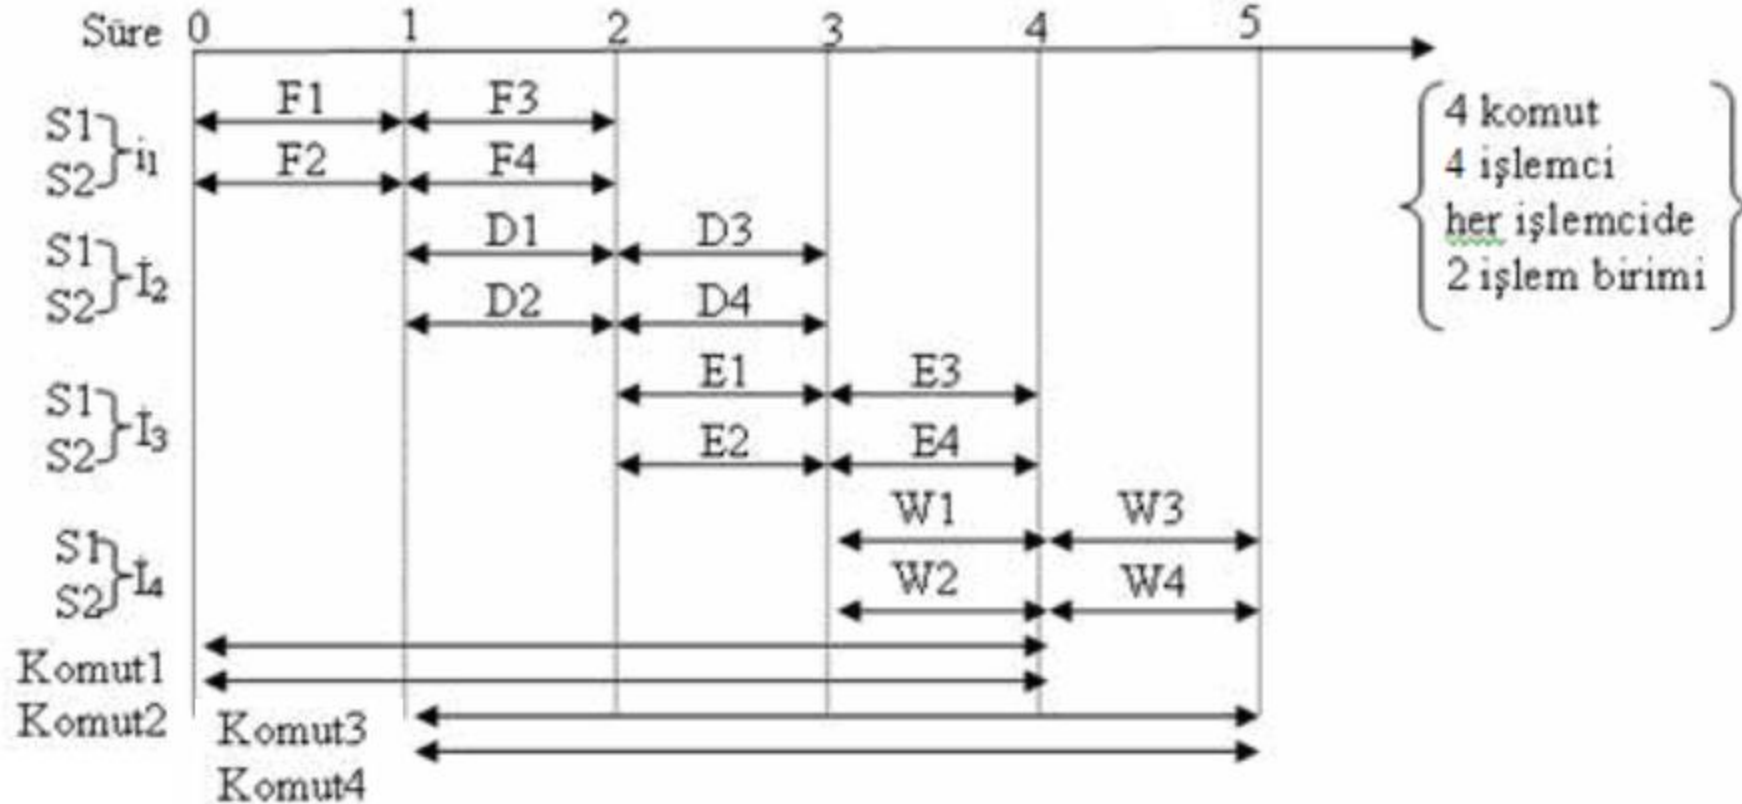 Süre 0 1 2 3 4 5
F1 F3
S1
i1
F2 F4
S2
D1 D3
S1
İ2
D2 D4
S2
E1 E3
S1
İ3
E2 E4
S2
W1 W3
S1
İ4
W2 W4
S2
Komut1
Komut2
Komut3
Komut4
4 komut
4 işlemci
her işlemcide
2 işlem birimi